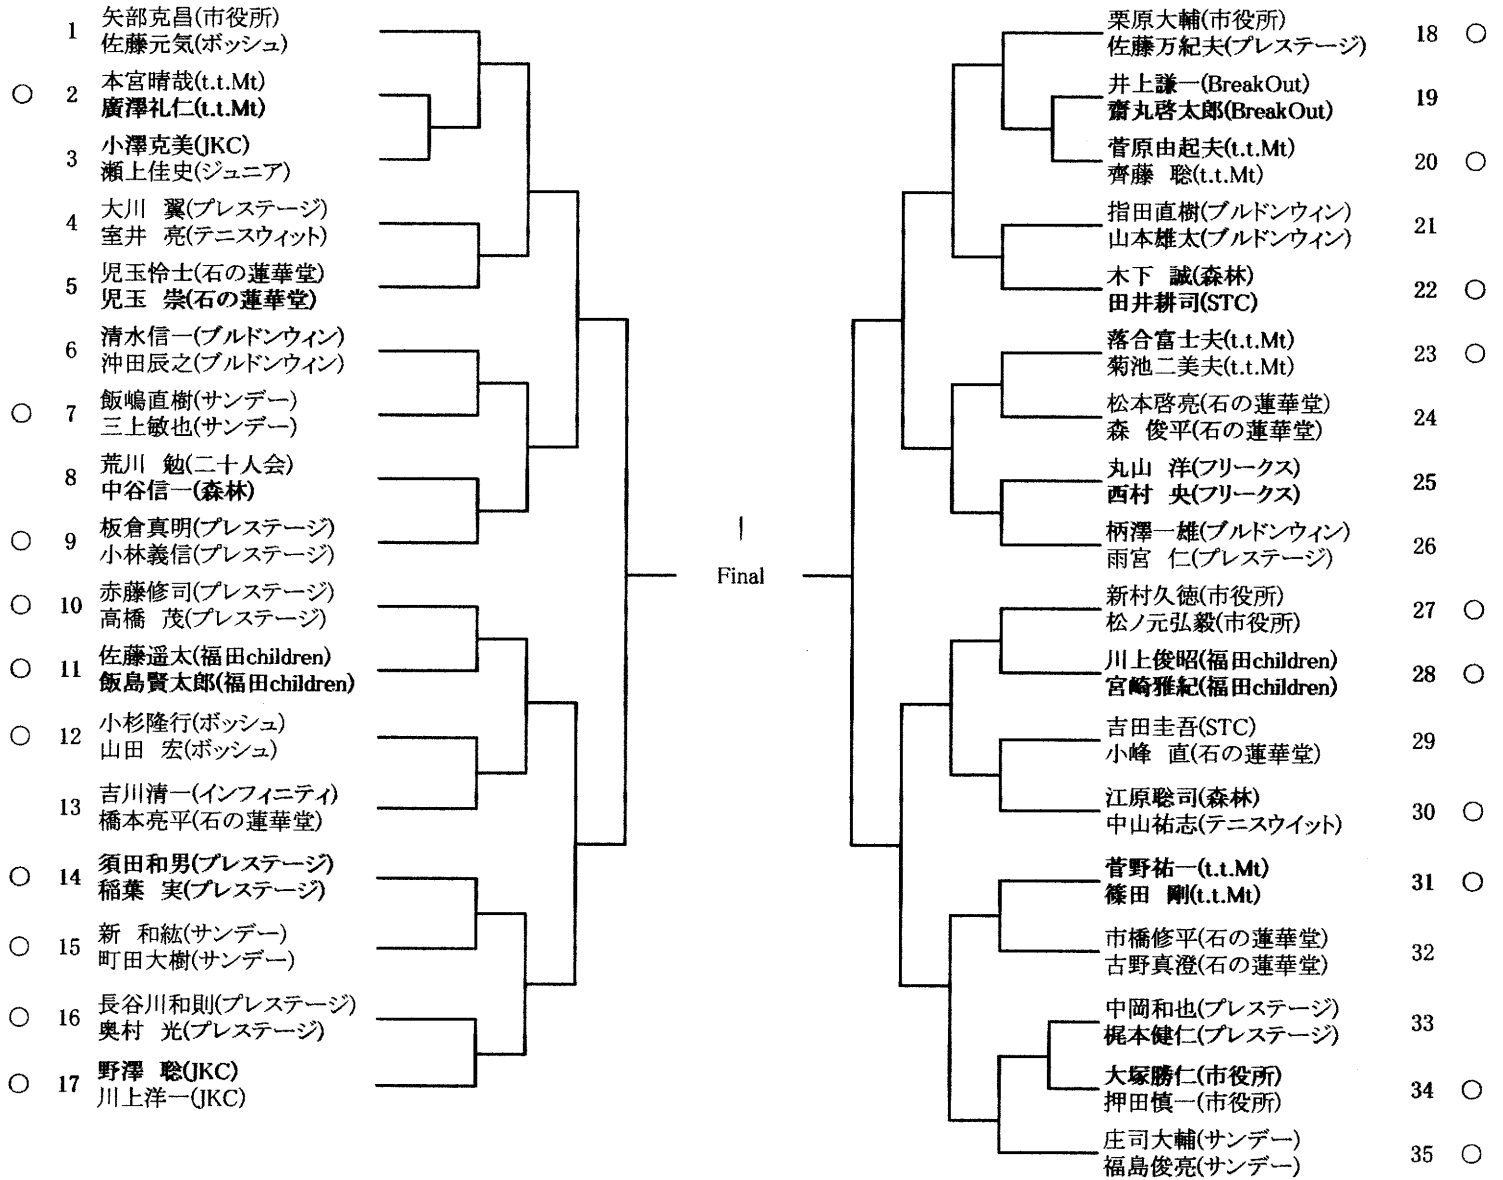 1 矢部克昌(市役所)
佐藤元気(ボッシュ)
○ 2 本宮晴哉(t.t.Mt)
廣澤礼仁(t.t.Mt)
3 小澤克美(JKC)
瀬上佳史(ジュニア)
4 大川 翼(プレステージ)
室井 亮(テニスウィット)
5 児玉怜士(石の蓮華堂)
児玉 崇(石の蓮華堂)
6 清水信一(ブルドンウィン)
沖田辰之(ブルドンウィン)
○ 7 飯嶋直樹(サンデー)
三上敏也(サンデー)
8 荒川 勉(二十人会)
中谷信一(森林)
○ 9 板倉真明(プレステージ)
小林義信(プレステージ)
○ 10 赤藤修司(プレステージ)
高橋 茂(プレステージ)
○ 11 佐藤遥太(福田children)
飯島賢太郎(福田children)
○ 12 小杉隆行(ボッシュ)
山田 宏(ボッシュ)
13 吉川清一(インフィニティ)
橋本亮平(石の蓮華堂)
○ 14 須田和男(プレステージ)
稲葉 実(プレステージ)
○ 15 新 和紘(サンデー)
町田大樹(サンデー)
○ 16 長谷川和則(プレステージ)
奥村 光(プレステージ)
○ 17 野澤 聡(JKC)
川上洋一(JKC)
Final
栗原大輔(市役所) 18 ○
佐藤万紀夫(プレステージ)
井上謙一(BreakOut) 19
齋丸啓太郎(BreakOut)
菅原由起夫(t.t.Mt) 20 ○
齊藤 聡(t.t.Mt)
指田直樹(ブルドンウィン) 21
山本雄太(ブルドンウィン)
木下 誠(森林) 22 ○
田井耕司(STC)
落合富士夫(t.t.Mt) 23 ○
菊池二美夫(t.t.Mt)
松本啓亮(石の蓮華堂) 24
森 俊平(石の蓮華堂)
丸山 洋(フリークス) 25
西村 央(フリークス)
柄澤一雄(ブルドンウィン) 26
雨宮 仁(プレステージ)
新村久徳(市役所) 27 ○
松ノ元弘毅(市役所)
川上俊昭(福田children) 28 ○
宮崎雅紀(福田children)
吉田圭吾(STC) 29
小峰 直(石の蓮華堂)
江原聡司(森林) 30 ○
中山祐志(テニスウイット)
菅野祐一(t.t.Mt) 31 ○
篠田 剛(t.t.Mt)
市橋修平(石の蓮華堂) 32
古野真澄(石の蓮華堂)
中岡和也(プレステージ) 33
梶本健仁(プレステージ)
大塚勝仁(市役所) 34 ○
押田慎一(市役所)
庄司大輔(サンデー) 35 ○
福島俊亮(サンデー)